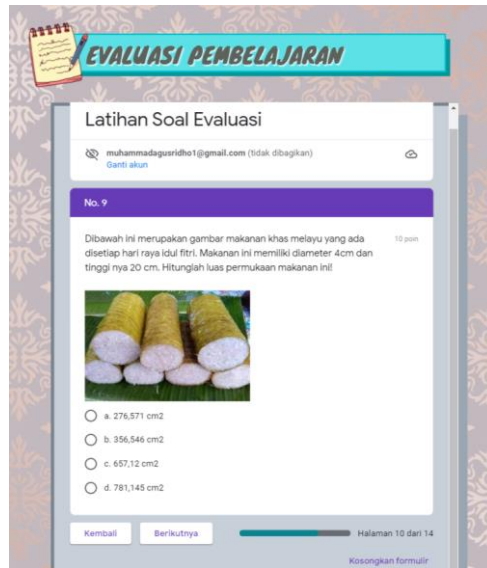 EVALUASI PEMBELAJARAN
Latihan Soal Evaluasi
muhammadagusridho1@gmail.com (tidak dibagikan)
Ganti akun
No. 9
Dibawah ini merupakan gambar makanan khas melayu yang ada
10 poin
disetiap hari raya idul fitri. Makanan ini memiliki diameter 4cm dan
tinggi nya 20 cm. Hitunglah luas permukaan makanan ini!
a. 276,571 cm2
b. 356,546 cm2
c. 657,12 cm2
d. 781,145 cm2
Kembali
Berikutnya
Halaman 10 dari 14
Kosongkan formulir